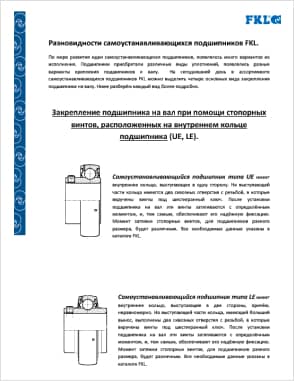 FKL
Разновидности самоустанавливающихся подшипников FKL.
По мере развития идеи самоустанавливающихся подшипников, появлялось много вариантов их
исполнения. Подшипники приобретали различные виды уплотнений, появлялись разные
варианты крепления подшипников к валу. На сегодняшний день в ассортименте
самоустанавливающихся подшипников FKL можно выделить четыре основных вида закрепления
подшипника на валу. Ниже разберём каждый вид более подробно.
Закрепление подшипника на вал при помощи стопорных
винтов, расположенных на внутреннем кольце
подшипника (UE, LE).
Самоустанавливающийся подшипник типа UE имеет
внутреннее кольцо, выступающее в одну сторону. На выступающей
части кольца имеется два сквозных отверстия с резьбой, в которые
вкручены винты под шестигранный ключ. После установки
подшипника на вал эти винты затягиваются с определённым
моментом, и, тем самым, обеспечивают его надёжную фиксацию.
Момент затяжки стопорных винтов, для подшипников разного
размера, будет различным. Все необходимые данные указаны в
каталоге FKL.
Самоустанавливающийся подшипник типа LE имеет
внутреннее кольцо, выступающее в две стороны, причём,
неравномерно. На выступающей части кольца, имеющей больший
вынос, выполнены два сквозных отверстия с резьбой, в которые
вкручены винты под шестигранный ключ. После установки
подшипника на вал эти винты затягиваются с определённым
моментом, и, тем самым, обеспечивают его надёжную фиксацию.
Момент затяжки стопорных винтов, для подшипников разного
размера, будет различным. Все необходимые данные указаны в
каталоге FKL.